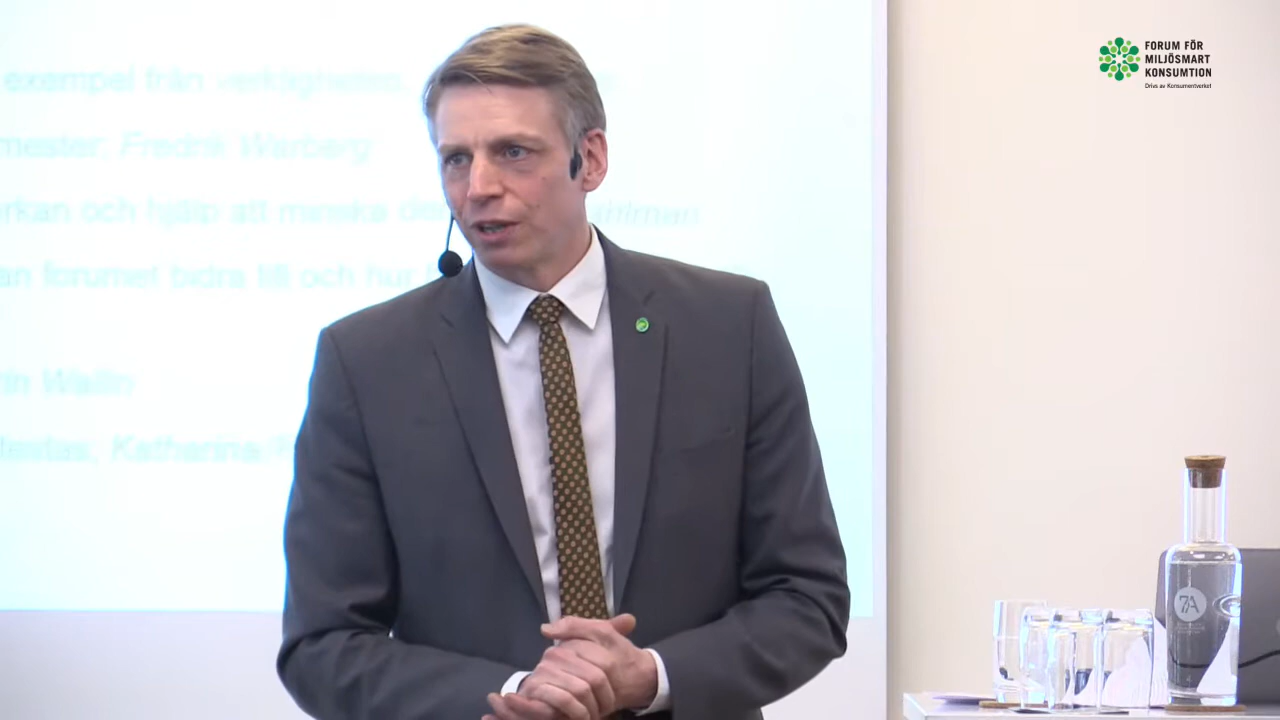 exempel från verkligheten,
mester, Fredrik Warberg
erkan och hjälp att minska
an forumet bidra till och hur
rin Wallin
Katharina
FORUM FÖR
MILJÖSMART
KONSUMTION
Drivs av Konsumentverket
7A